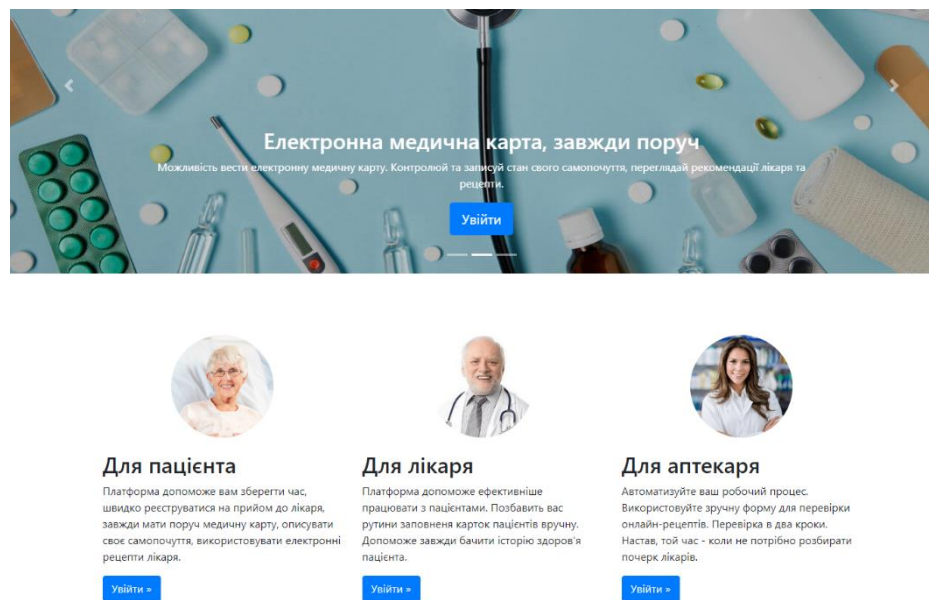 Електронна медична карта, завжди поруч
Можливість вести електронну медичну карту. Контролюй та записуй стан свого самопочуття, переглядай рекомендації лікаря та
рецепти.
Увійти
Для пацієнта
Платформа допоможе вам зберегти час,
швидко реєструватися на прийом до лікаря,
завжди мати поруч медичну карту, описувати
своє самопочуття, використовувати електронні
рецепти лікаря.
Увійти »
Для лікаря
Платформа допоможе ефективніше
працювати з пацієнтами. Позбавить вас
рутини заповненя карток пацієнтів вручну.
Допоможе завжди бачити історію здоров'я
пацієнта.
Увійти »
Для аптекаря
Автоматизуйте ваш робочий процес.
Використовуйте зручну форму для перевірки
онлайн-рецептів. Перевірка в два кроки.
Настав, той час - коли не потрібно розбирати
почерк лікарів.
Увійти »